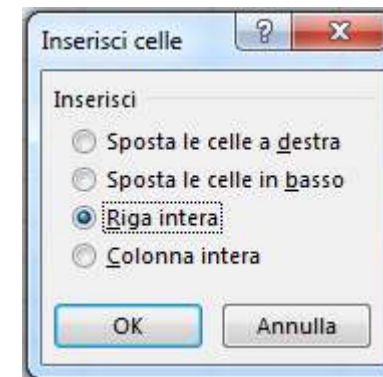 Inserisci celle
Inserisci
Sposta le celle a destra
Sposta le celle in basso
Riga intera
Colonna intera
OK Annulla